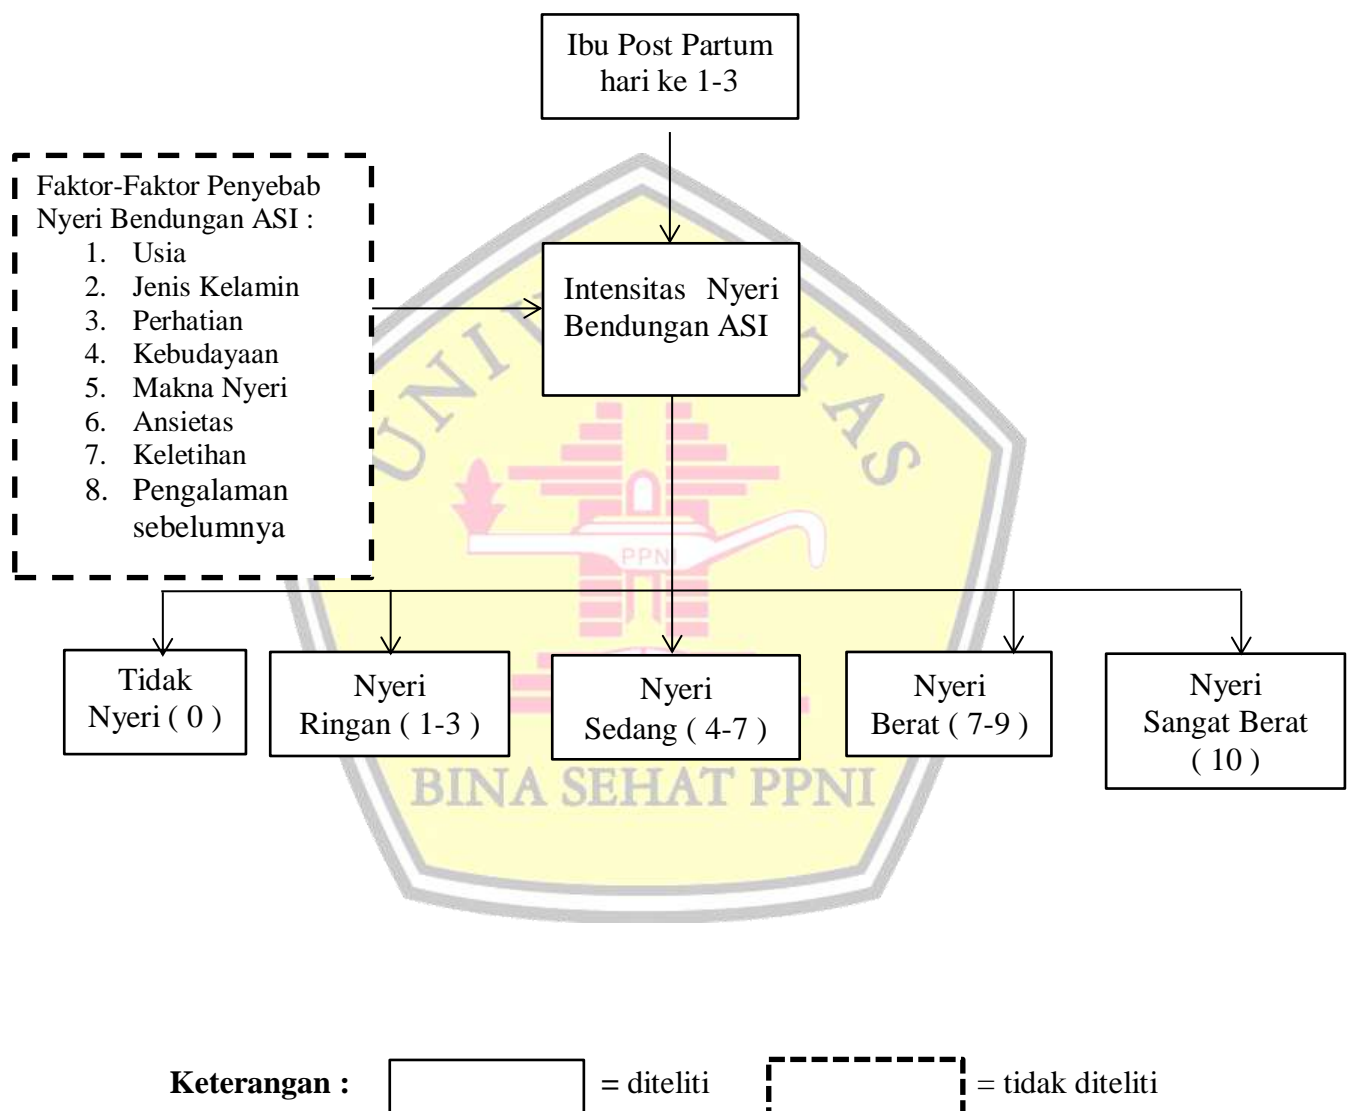 Ibu Post Partum
hari ke 1-3
Faktor-Faktor Penyebab
Nyeri Bendungan ASI :
1. Usia
2. Jenis Kelamin
3. Perhatian
4. Kebudayaan
5. Makna Nyeri
6. Ansietas
7. Keletihan
8. Pengalaman
sebelumnya
Intensitas Nyeri
Bendungan ASI
PPNI
Tidak
Nyeri ( 0 )
Nyeri
Ringan ( 1-3 )
Nyeri
Sedang ( 4-7 )
Nyeri
Berat ( 7-9 )
Nyeri
Sangat Berat
( 10 )
BINA SEHAT PPNI
Keterangan :
= diteliti
= tidak diteliti